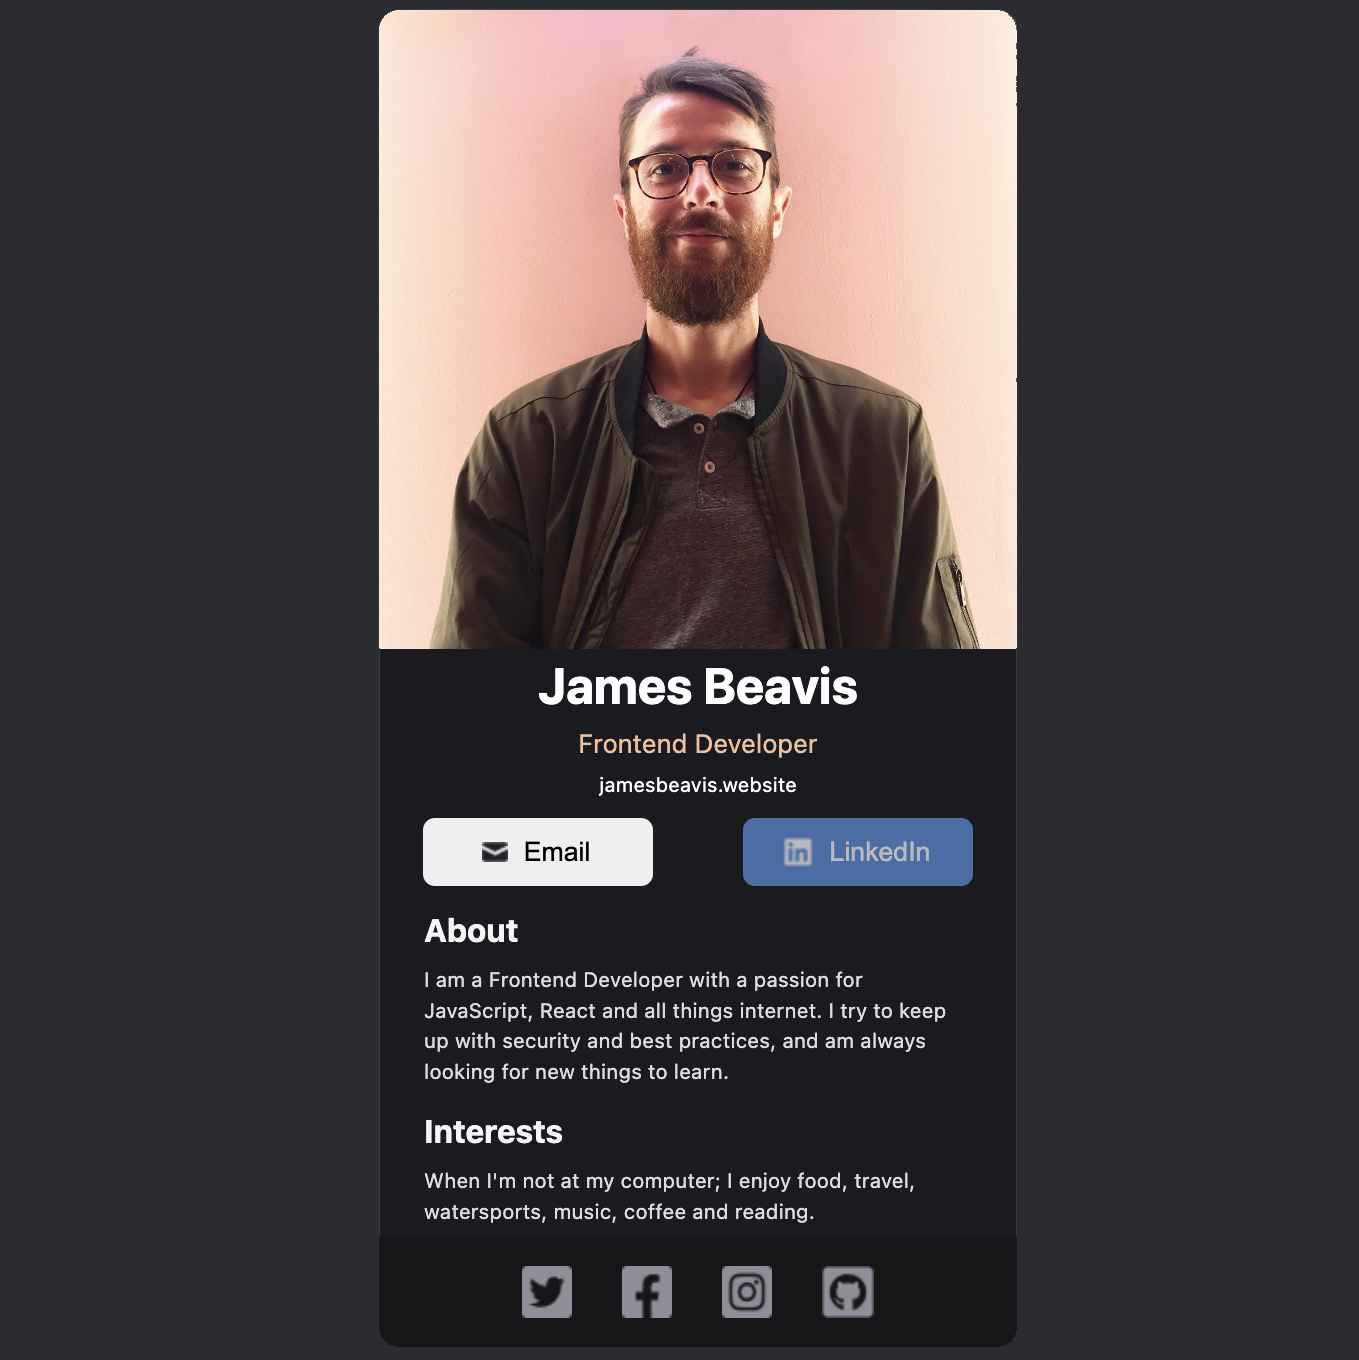 James Beavis
Frontend Developer
jamesbeavis.website
Email
LinkedIn
About
I am a Frontend Developer with a passion for
JavaScript, React and all things internet. I try to keep
up with security and best practices, and am always
looking for new things to learn.
Interests
When I'm not at my computer; I enjoy food, travel,
watersports, music, coffee and reading.